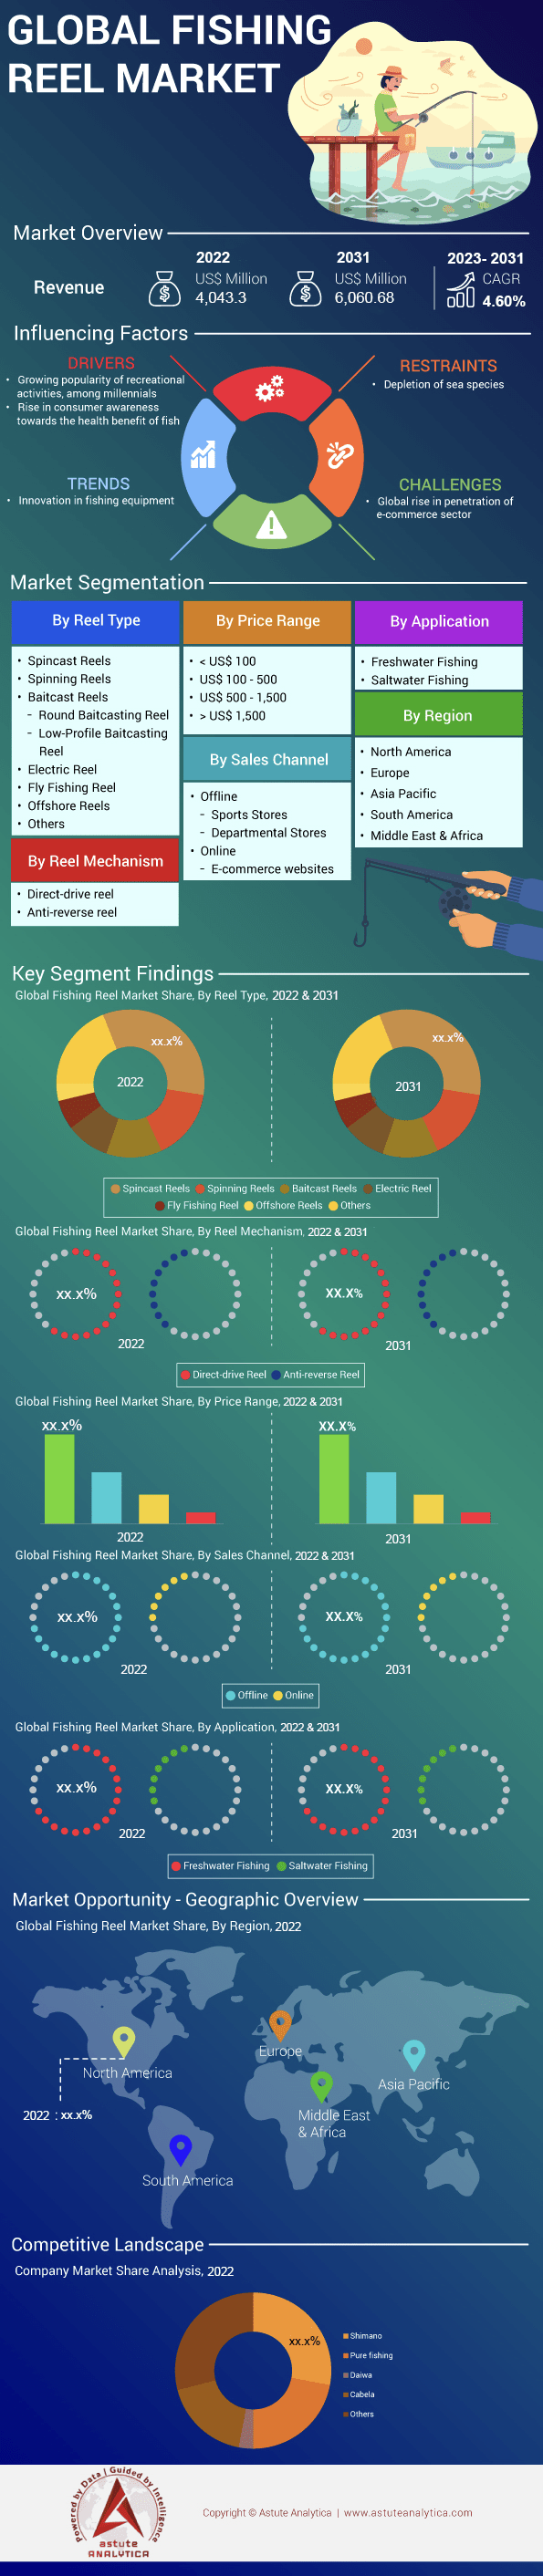 GLOBAL FISHING
REEL MARKET
Market Overview
Revenue
2022
US$ Million
4,043.3
2031
US$ Million
6,060.68
2023- 2031
CAGR
4.60%
Influencing Factors
DRIVERS
• Growing popularity of recreational
activities, among millennials
• Rise in consumer awareness
towards the health benefit of fish
RESTRAINTS
• Depletion of sea species
TRENDS
• Innovation in fishing equipment
CHALLENGES
• Global rise in penetration of
e-commerce sector
Market Segmentation
By Reel Type
• Spincast Reels
• Spinning Reels
• Baitcast Reels
- Round Baitcasting Reel
- Low-Profile Baitcasting
Reel
• Electric Reel
• Fly Fishing Reel
• Offshore Reels
• Others
By Reel Mechanism
• Direct-drive reel
• Anti-reverse reel
By Price Range
• < US$ 100
• US$ 100 - 500
• US$ 500 - 1,500
• > US$ 1,500
By Sales Channel
• Offline
- Sports Stores
- Departmental Stores
• Online
- E-commerce websites
By Application
• Freshwater Fishing
• Saltwater Fishing
By Region
• North America
• Europe
• Asia Pacific
• South America
• Middle East & Africa
Key Segment Findings
Global Fishing Reel Market Share, By Reel Type, 2022 & 2031
xx.x%
2022
xx.x%
2031
Spincast Reels Spinning Reels Baitcast Reels Electric Reel
Fly Fishing Reel Offshore Reels Others
Global Fishing Reel Market Share, By Reel Mechanism, 2022 & 2031
xx.x%
2022
XX.X%
2031
Direct-drive Reel Anti-reverse Reel
Global Fishing Reel Market Share, By Price Range, 2022 & 2031
xx.x%
2022
XX.X%
2031
Global Fishing Reel Market Share, By Sales Channel, 2022 & 2031
xx.x%
2022
XX.X%
2031
Offline Online
Global Fishing Reel Market Share, By Application, 2022 & 2031
xx.x%
2022
XX.X%
2031
Freshwater Fishing Saltwater Fishing
Market Opportunity - Geographic Overview
Global Fishing Reel Market Share, By Region, 2022
North America
2022 : xx.x%
Europe
Asia Pacific
Middle East
& Africa
South America
Competitive Landscape
Company Market Share Analysis, 2022
xx.x%
Shimano
Pure fishing
Daiwa
Cabela
Others
Powered by Data | Guided by Intelligence
astute
ANALYTICA
Copyright © Astute Analytica | www.astuteanalytica.com